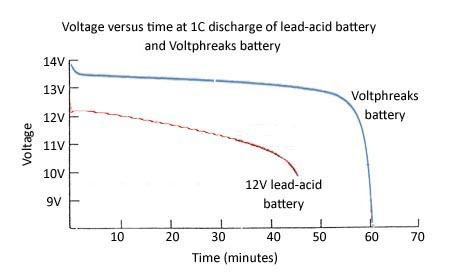 Voltage versus time at 1C discharge of lead-acid battery
and Voltphreaks battery
14V
13V
12V
11V
10V
9V
Voltage
Voltphreaks
battery
12V lead-acid
battery
10
20
30
40
50
60
70
Time (minutes)